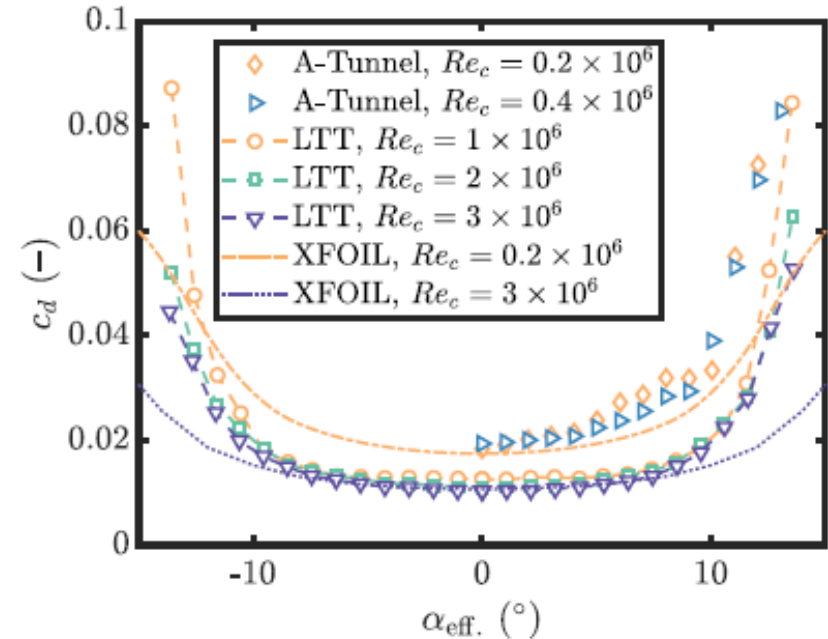 0.1
0.08
0.06
0.04
0.02
0
c_d (−)
A-Tunnel, Re_c = 0.2 × 10^6
A-Tunnel, Re_c = 0.4 × 10^6
LTT, Re_c = 1 × 10^6
LTT, Re_c = 2 × 10^6
LTT, Re_c = 3 × 10^6
XFOIL, Re_c = 0.2 × 10^6
XFOIL, Re_c = 3 × 10^6
-10 0 10
α_eff. (°)